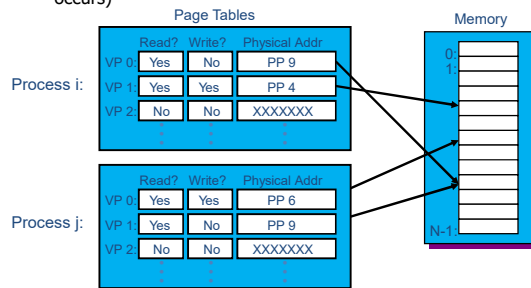 occurs)
Page Tables
Memory
Read? Write? Physical Addr
Process i:
VP 0: Yes No PP 9
VP 1: Yes Yes PP 4
VP 2: No No XXXXXXX
0:
1:
Read? Write? Physical Addr
Process j:
VP 0: Yes Yes PP 6
VP 1: Yes No PP 9
VP 2: No No XXXXXXX
N-1: